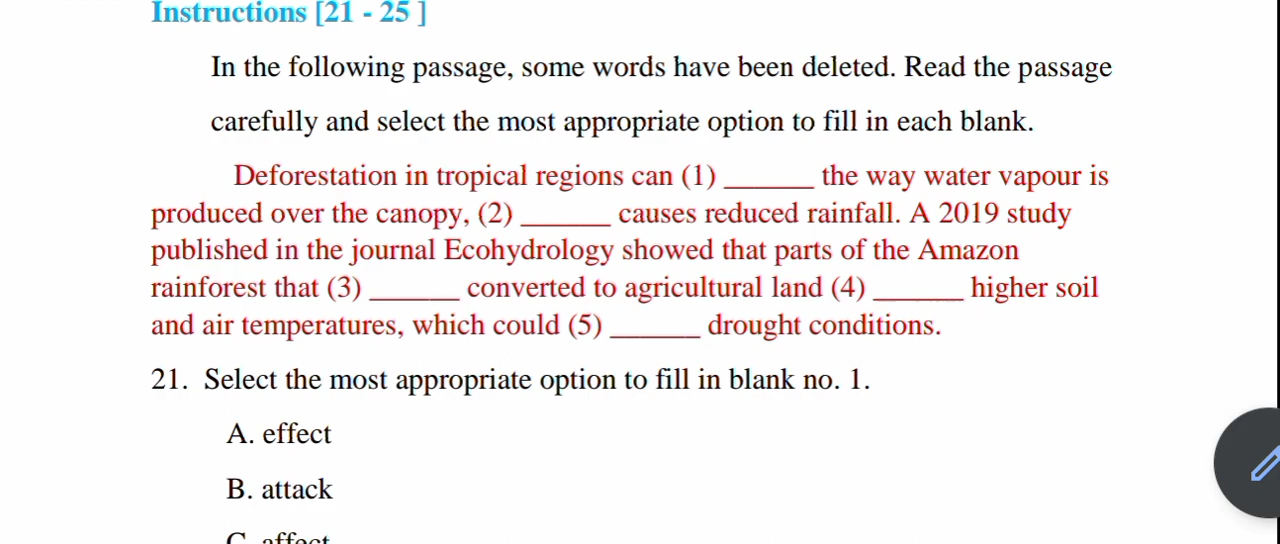 Instructions [21 - 25 ]
In the following passage, some words have been deleted. Read the passage
carefully and select the most appropriate option to fill in each blank.
Deforestation in tropical regions can (1) ______ the way water vapour is
produced over the canopy, (2) ______ causes reduced rainfall. A 2019 study
published in the journal Ecohydrology showed that parts of the Amazon
rainforest that (3) ______ converted to agricultural land (4) ______ higher soil
and air temperatures, which could (5) ______ drought conditions.
21. Select the most appropriate option to fill in blank no. 1.
A. effect
B. attack
C. affect